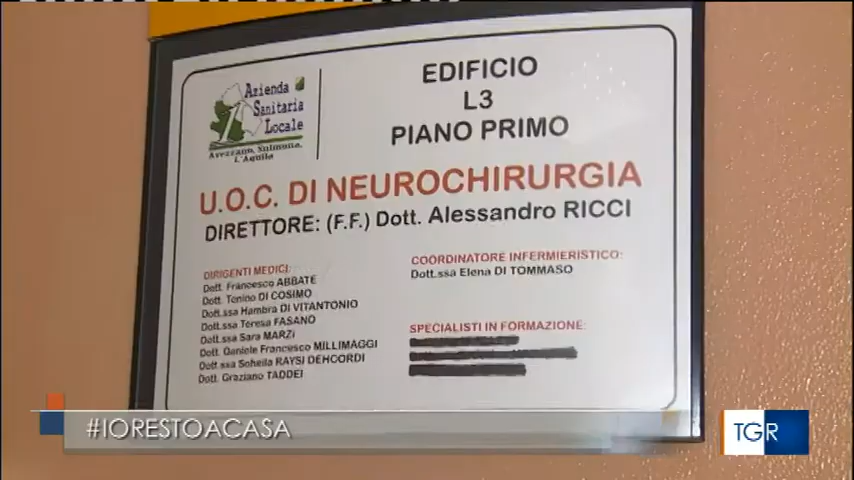 Azienda
Sanitaria
Locale
1
Avezzano, Sulmona,
L'Aquila
EDIFICIO
L3
PIANO PRIMO
U.O.C. DI NEUROCHIRURGIA
DIRETTORE: (F.F.) Dott. Alessandro RICCI
DIRIGENTI MEDICI:
Dott. Francesco ABBATE
Dott. Tonino DI COSIMO
Dott.ssa Hambra DI VITANTONIO
Dott.ssa Teresa FASANO
Dott.ssa Sara MARZI
Dott. Daniele Francesco MILLIMAGGI
Dott.ssa Soheila RAYSI DEHCORDI
Dott. Graziano TADDEI
COORDINATORE INFERMIERISTICO:
Dott.ssa Elena DI TOMMASO
SPECIALISTI IN FORMAZIONE:
#IORESTOACASA
TGR